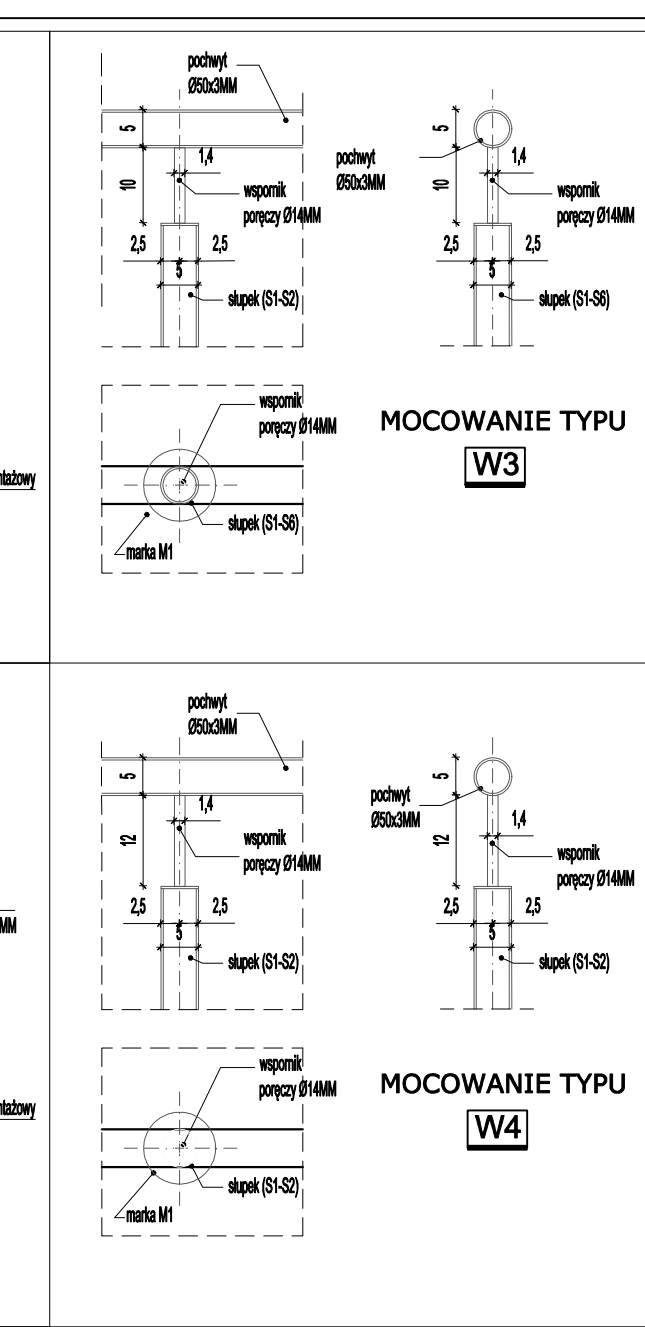 pochwyt
Ø50x3MM
5
10
1,4
wspornik
poręczy Ø14MM
2,5
2,5
5
słupek (S1-S2)
pochwyt
Ø50x3MM
5
10
1,4
wspornik
poręczy Ø14MM
2,5
2,5
5
słupek (S1-S6)
wspornik
poręczy Ø14MM
słupek (S1-S6)
marka M1
MOCOWANIE TYPU
W3
ntażowy
pochwyt
Ø50x3MM
5
12
1,4
wspornik
poręczy Ø14MM
2,5
2,5
5
słupek (S1-S2)
pochwyt
Ø50x3MM
5
12
1,4
wspornik
poręczy Ø14MM
2,5
2,5
5
słupek (S1-S2)
MM
wspornik
poręczy Ø14MM
słupek (S1-S2)
marka M1
MOCOWANIE TYPU
W4
ntażowy